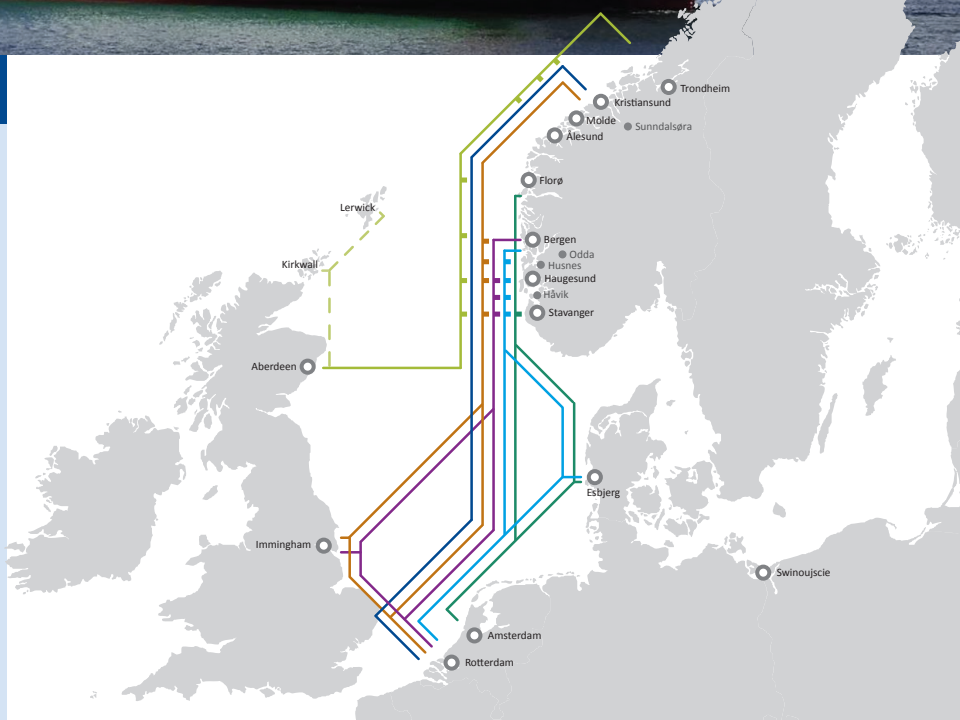 Trondheim
Kristiansund
Molde
Sunndalsøra
Ålesund
Florø
Lerwick
Bergen
Odda
Kirkwall
Husnes
Haugesund
Håvik
Stavanger
Aberdeen
Esbjerg
Immingham
Swinoujscie
Amsterdam
Rotterdam